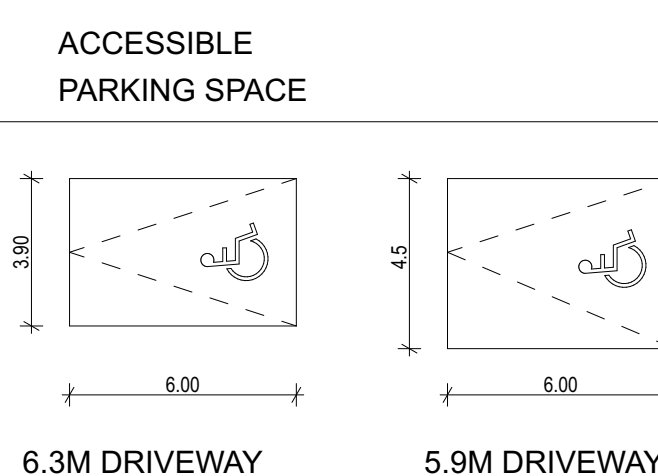 ACCESSIBLE
PARKING SPACE
3.90
4.5
6.00
6.00
6.3M DRIVEWAY
5.9M DRIVEWAY